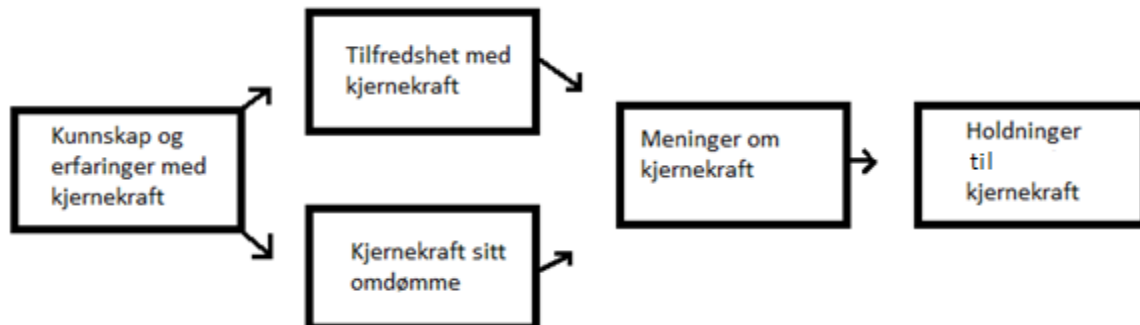 Kunnskap og
erfaringer med
kjernekraft
Tilfredshet med
kjernekraft
Kjernekraft sitt
omdømme
Meninger om
kjernekraft
Holdninger
til
kjernekraft